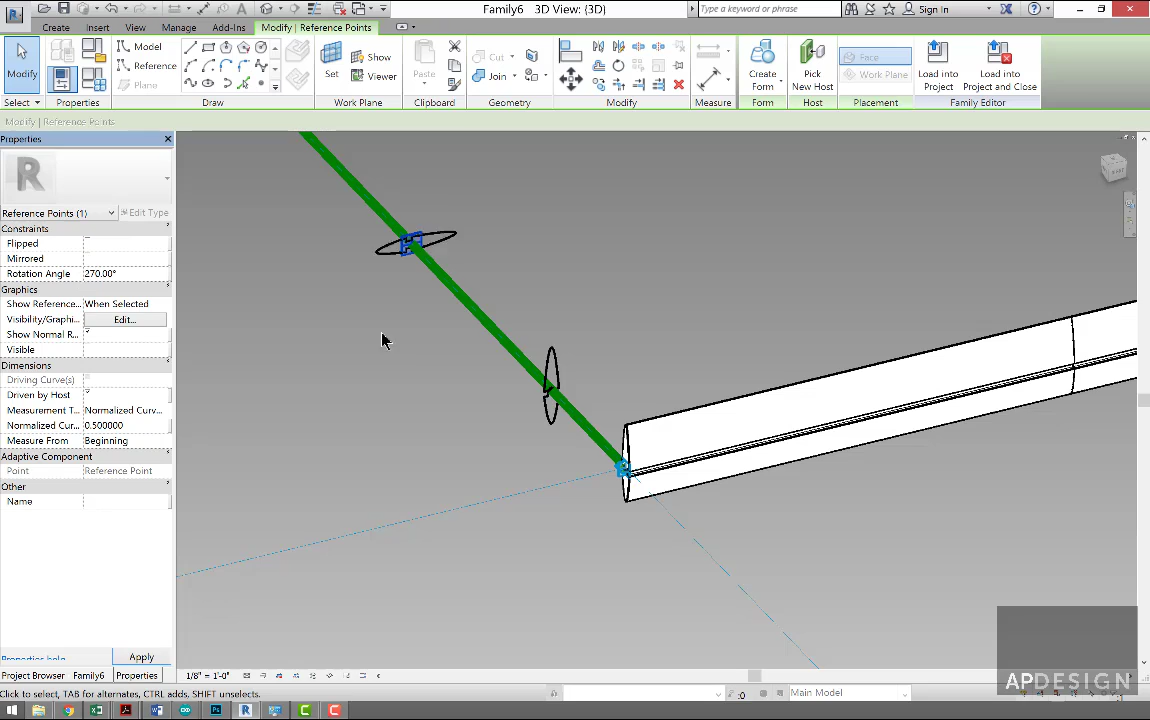 Family6    3D View: (3D)
Type a keyword or phrase
Sign In
Create Insert View Manage Add-Ins Modify | Reference Points
Modify
Model
Reference
Plane
Set
Show
Viewer
Paste
Cut
Join
Create
Form
Pick
New Host
Face
Work Plane
Load into
Project
Load into
Project and Close
Select Properties Draw Work Plane Clipboard Geometry Modify Measure Form Host Placement Family Editor
Modify | Reference Points
Properties
Reference Points (1) Edit Type
Constraints
Flipped
Mirrored
Rotation Angle 270.00°
Graphics
Show Reference... When Selected
Visibility/Graphi... Edit...
Show Normal R...
Visible
Dimensions
Driving Curve(s)
Driven by Host
Measurement T... Normalized Curv...
Normalized Cur... 0.500000
Measure From Beginning
Adaptive Component
Point Reference Point
Other
Name
Properties help Apply
Project Browser Family6 Properties 1/8" = 1'-0"
Click to select, TAB for alternates, CTRL adds, SHIFT unselects.
:0
Main Model
APDESIGN